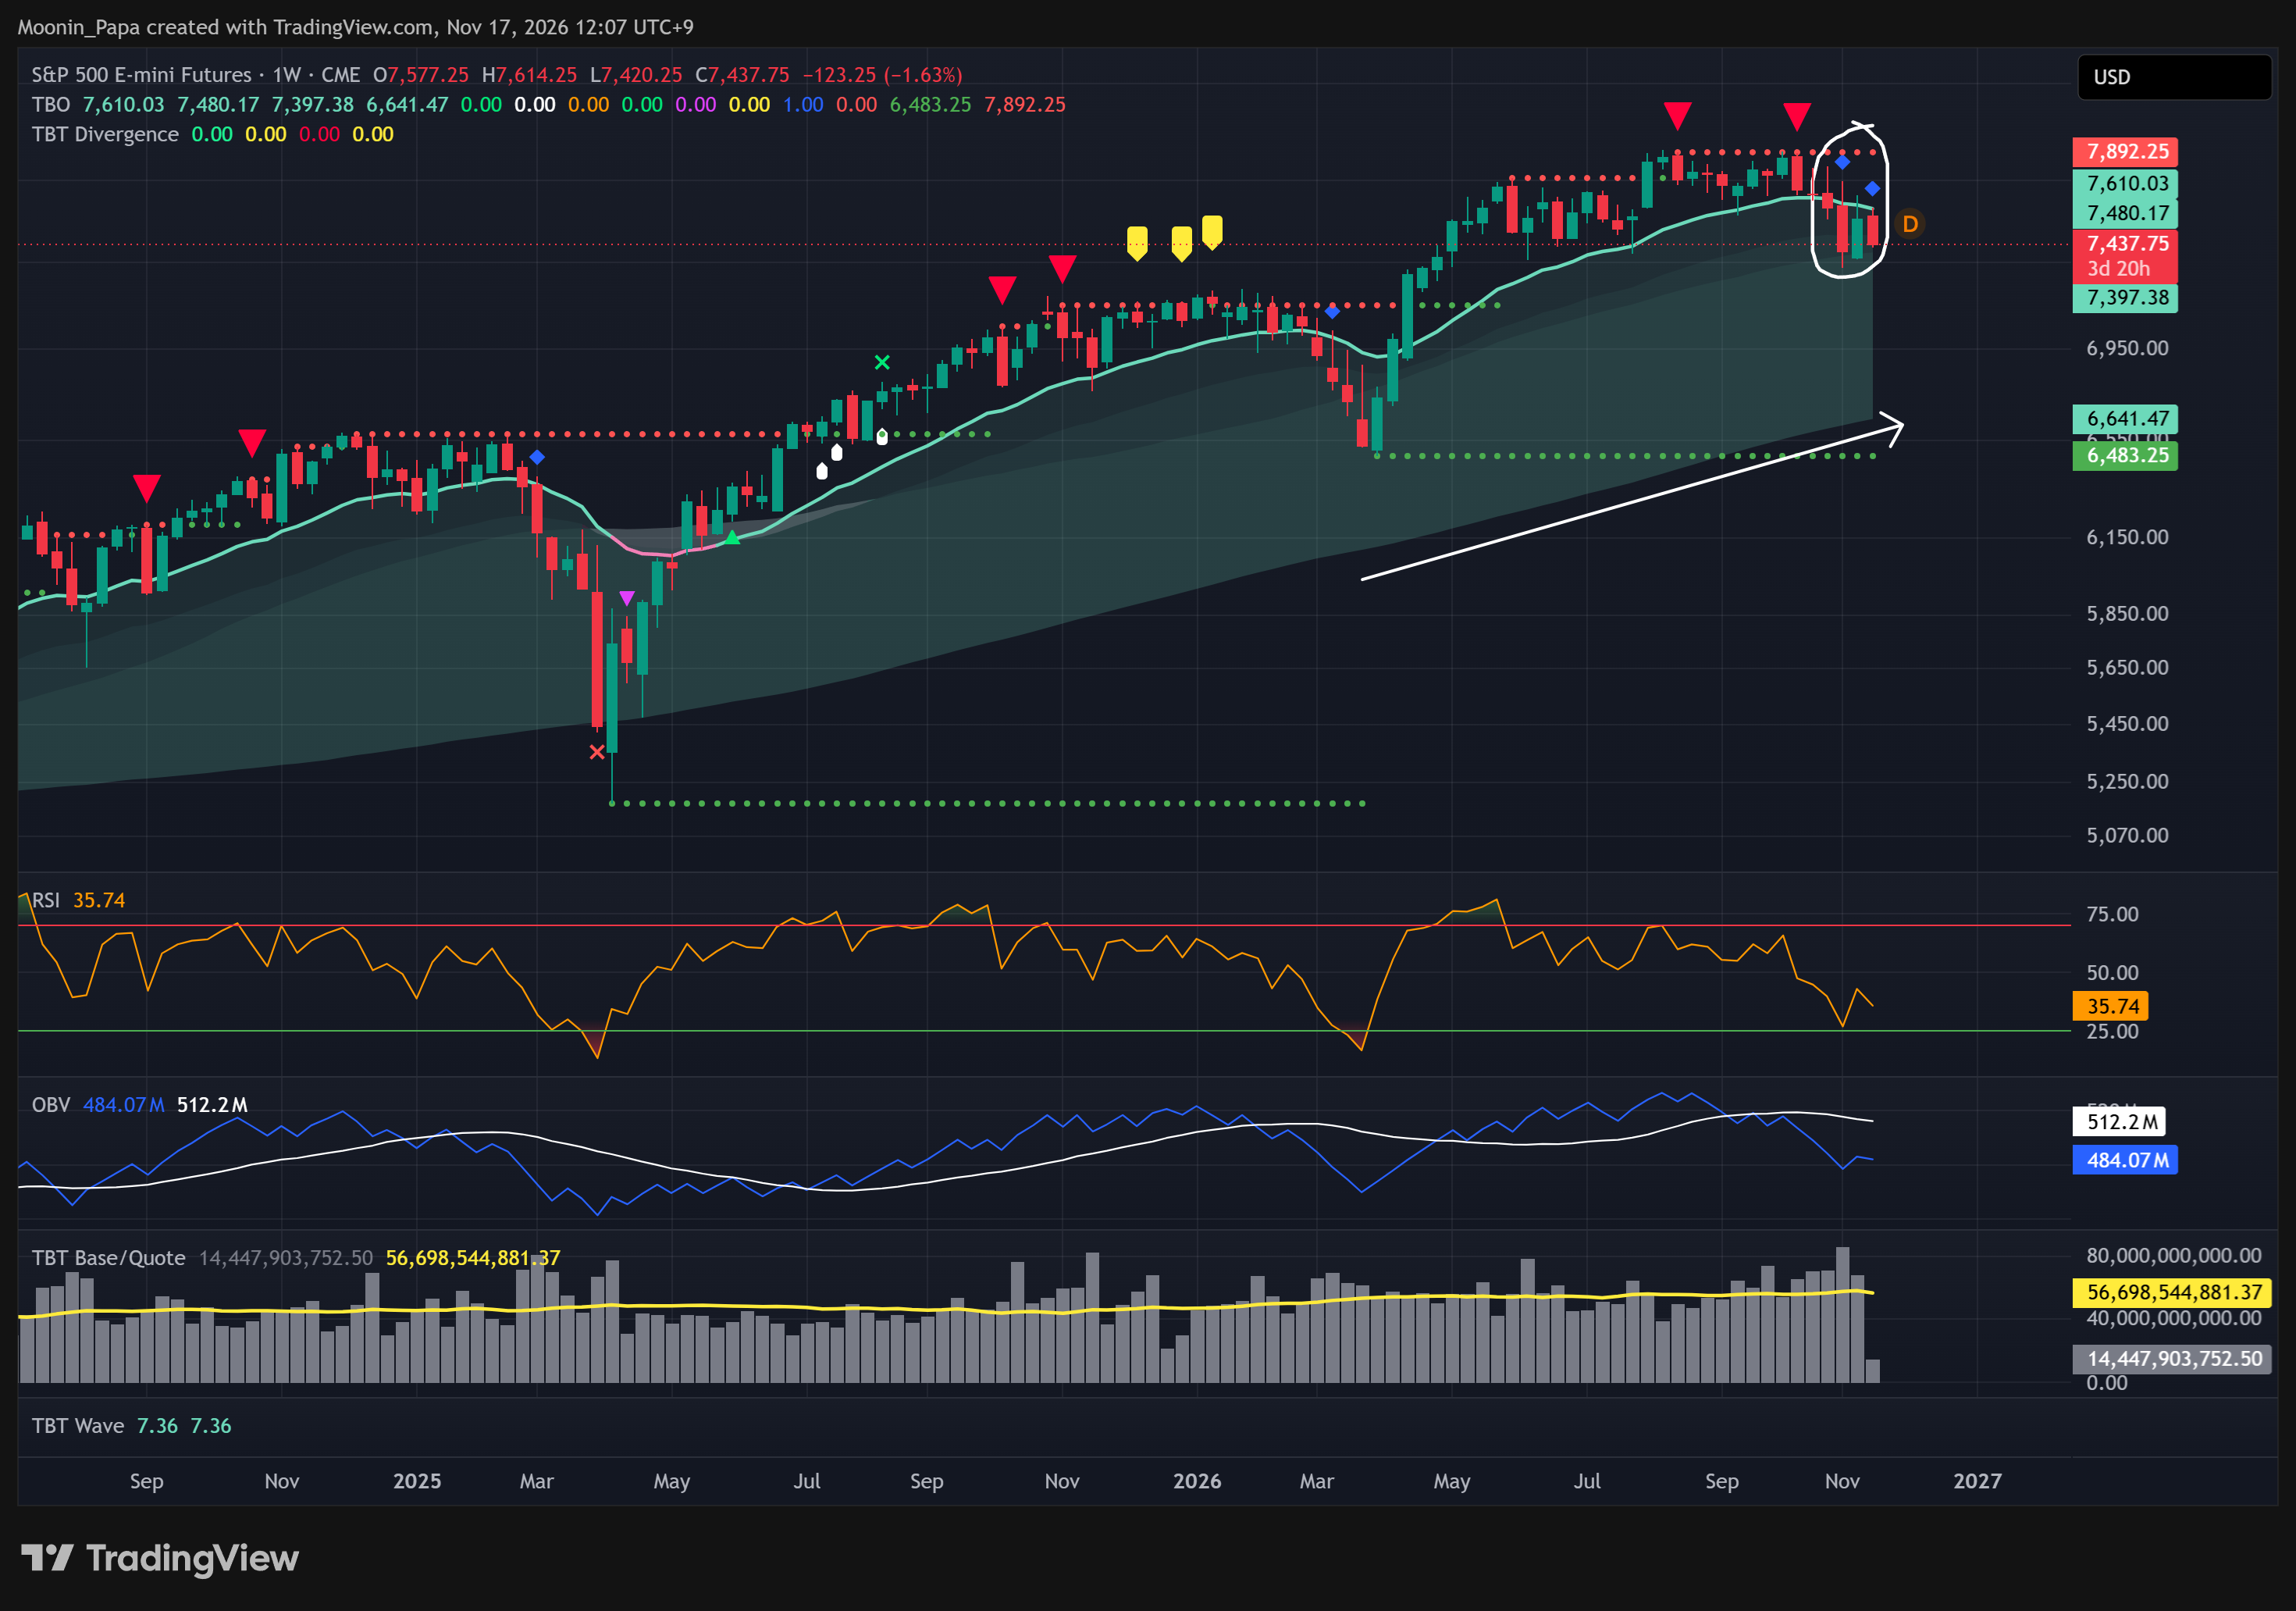 Moonin_Papa created with TradingView.com, Nov 17, 2026 12:07 UTC+9
S&P 500 E-mini Futures · 1W · CME O7,577.25 H7,614.25 L7,420.25 C7,437.75 −123.25 (−1.63%)
USD
TBO 7,610.03 7,480.17 7,397.38 6,641.47 0.00 0.00 0.00 0.00 0.00 0.00 1.00 0.00 6,483.25 7,892.25
TBT Divergence 0.00 0.00 0.00 0.00
7,892.25
7,610.03
7,480.17
D
7,437.75
3d 20h
7,397.38
6,950.00
6,641.47
6,550.00
6,483.25
6,150.00
5,850.00
5,650.00
5,450.00
5,250.00
5,070.00
RSI 35.74
75.00
50.00
35.74
25.00
OBV 484.07M 512.2M
512.2M
484.07M
TBT Base/Quote 14,447,903,752.50 56,698,544,881.37
80,000,000,000.00
56,698,544,881.37
40,000,000,000.00
14,447,903,752.50
0.00
TBT Wave 7.36 7.36
Sep Nov 2025 Mar May Jul Sep Nov 2026 Mar May Jul Sep Nov 2027
TradingView